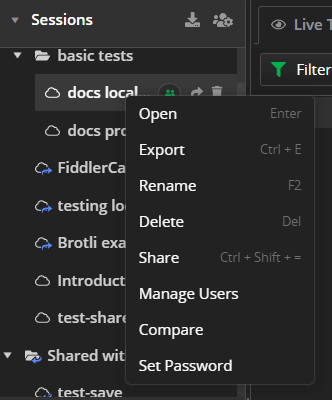 Sessions
Live T
basic tests
Filter
docs local...
docs pro
Open Enter
Export Ctrl + E
FiddlerCa
Rename F2
testing lo
Delete Del
Brotli exa
Share Ctrl + Shift + =
Introduct
Manage Users
test-share
Compare
Shared with
Set Password
test-save